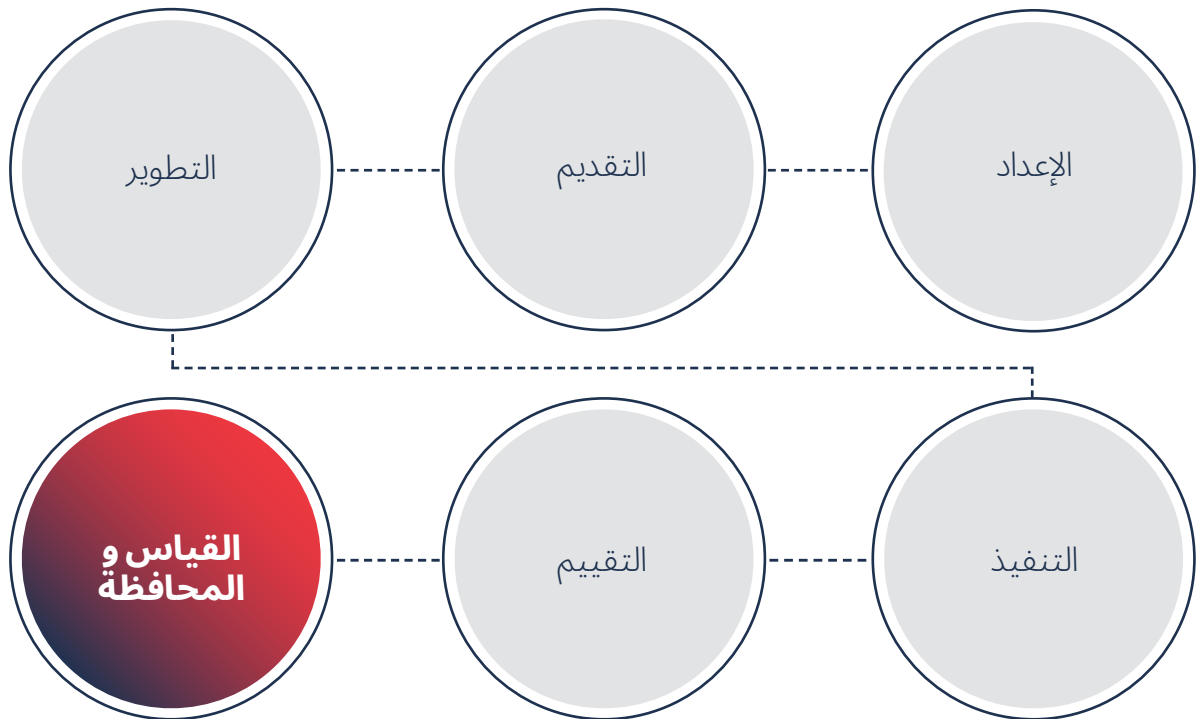 الإعداد
التقديم
التطوير
التنفيذ
التقييم
القياس و
المحافظة